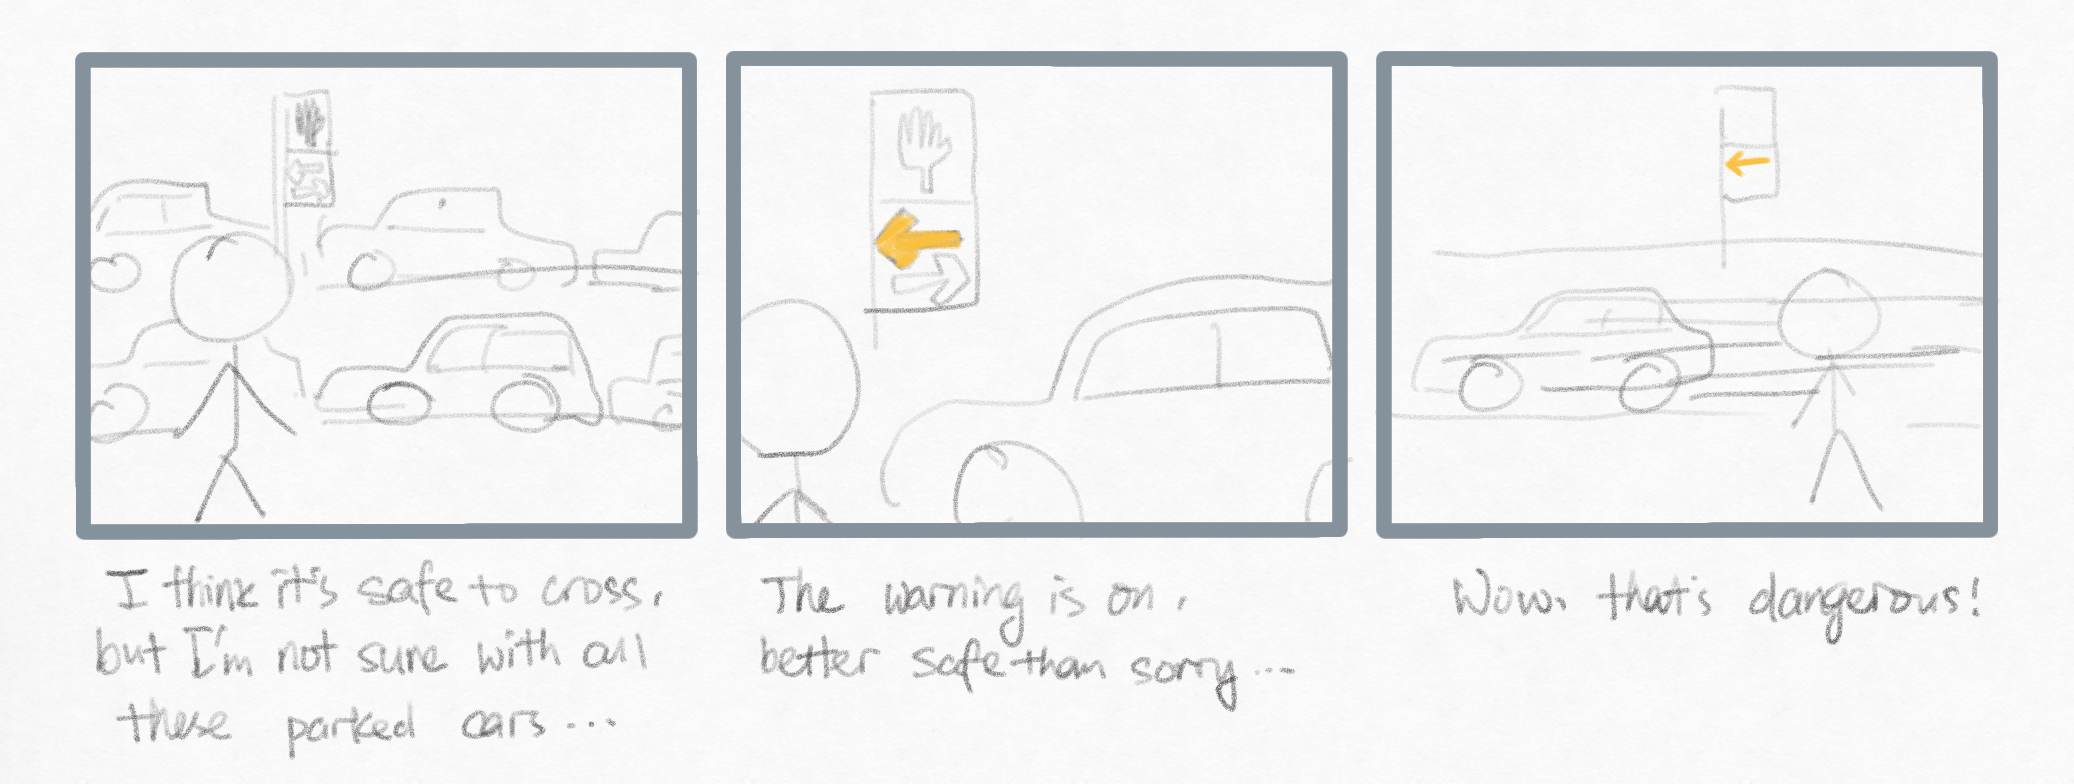 I think it's safe to cross,
but I'm not sure with all
these parked cars...
The warning is on,
better safe than sorry...
Wow, that's dangerous!